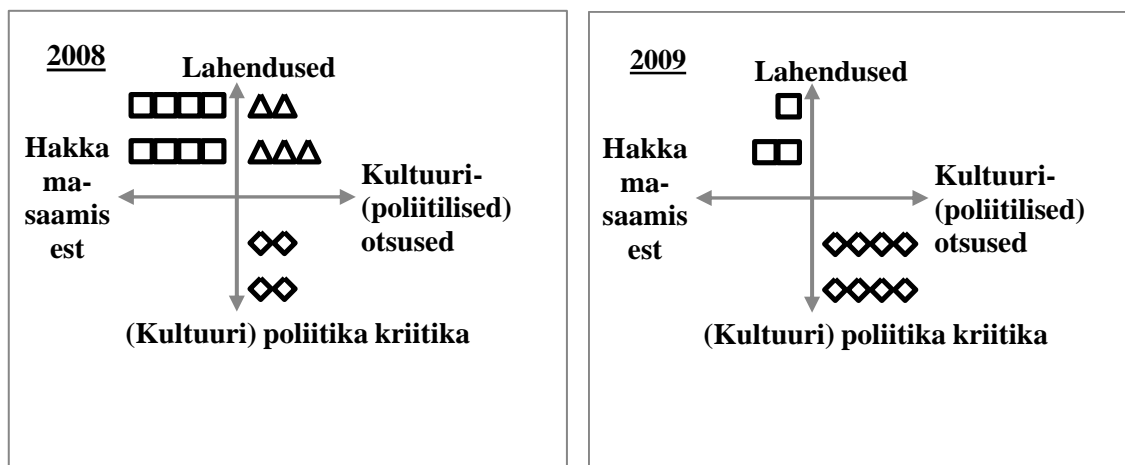 2008
Lahendused
Hakka
ma-
saamis
est
Kultuuri-
(poliitilised)
otsused
(Kultuuri) poliitika kriitika
2009
Lahendused
Hakka
ma-
saamis
est
Kultuuri-
(poliitilised)
otsused
(Kultuuri) poliitika kriitika